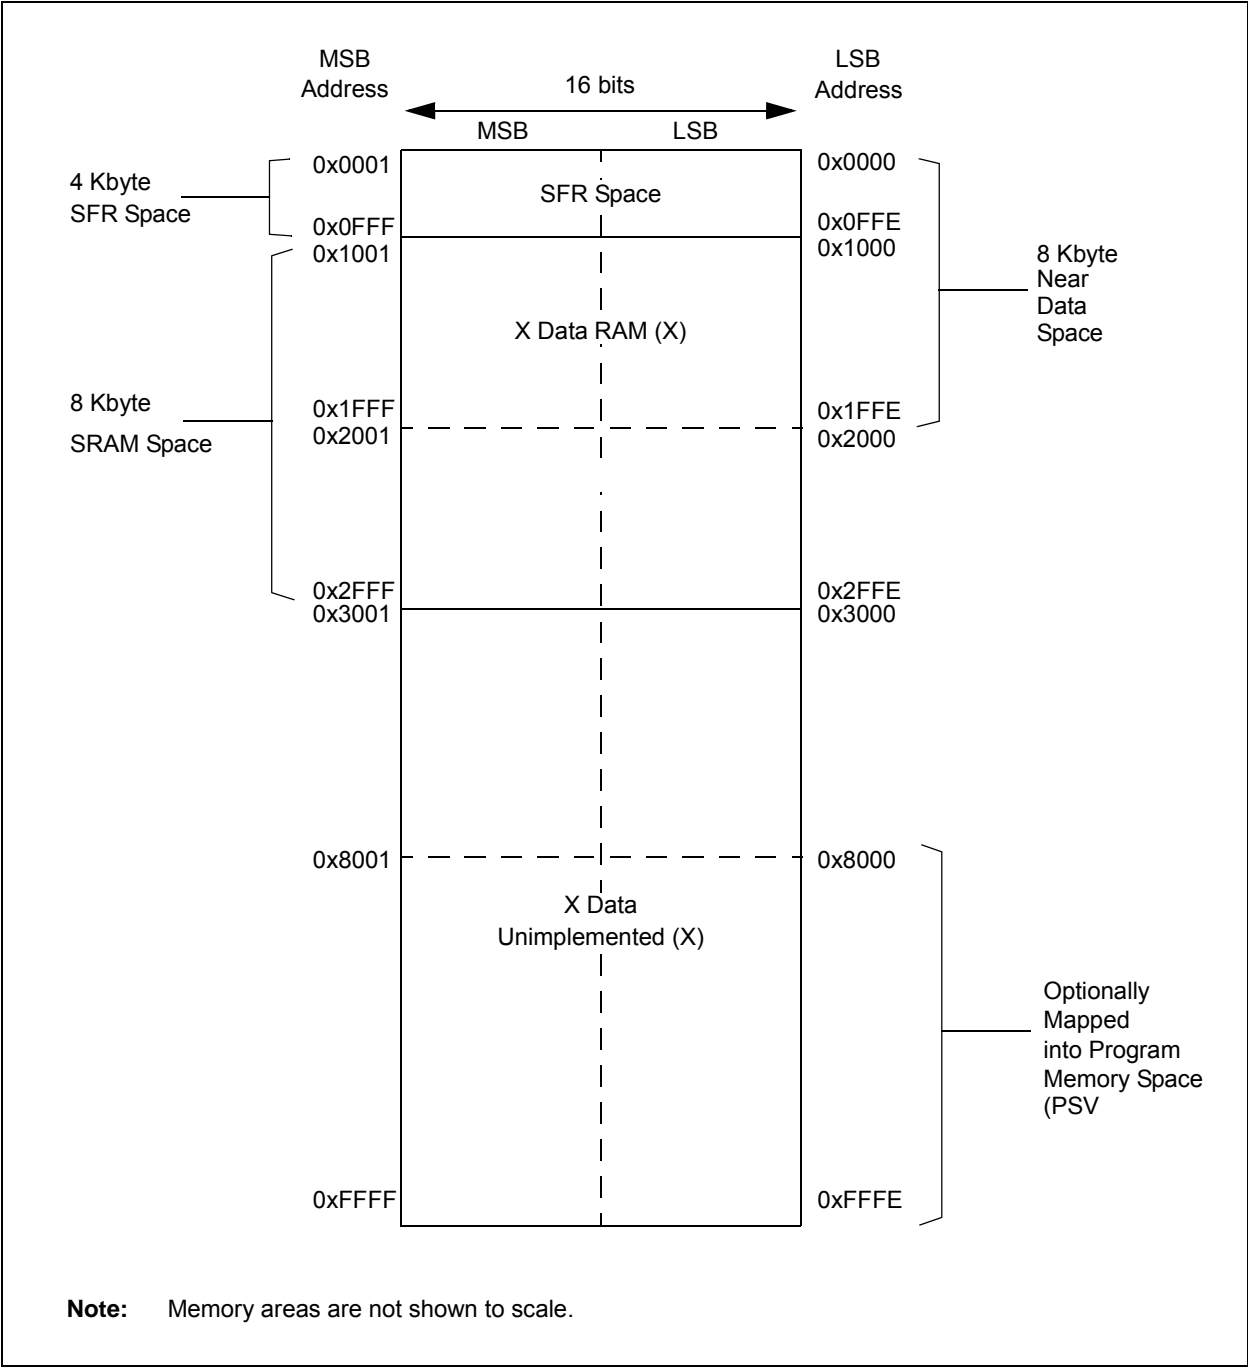 MSB
Address
LSB
Address
16 bits
MSB
LSB
4 Kbyte
SFR Space
0x0001
0x0FFF
0x1001
SFR Space
0x0000
0x0FFE
0x1000
8 Kbyte
Near
Data
Space
X Data RAM (X)
8 Kbyte
SRAM Space
0x1FFF
0x2001
0x1FFE
0x2000
0x2FFF
0x3001
0x2FFE
0x3000
0x8001
0x8000
X Data
Unimplemented (X)
Optionally
Mapped
into Program
Memory Space
(PSV
0xFFFF
0xFFFE
Note: Memory areas are not shown to scale.